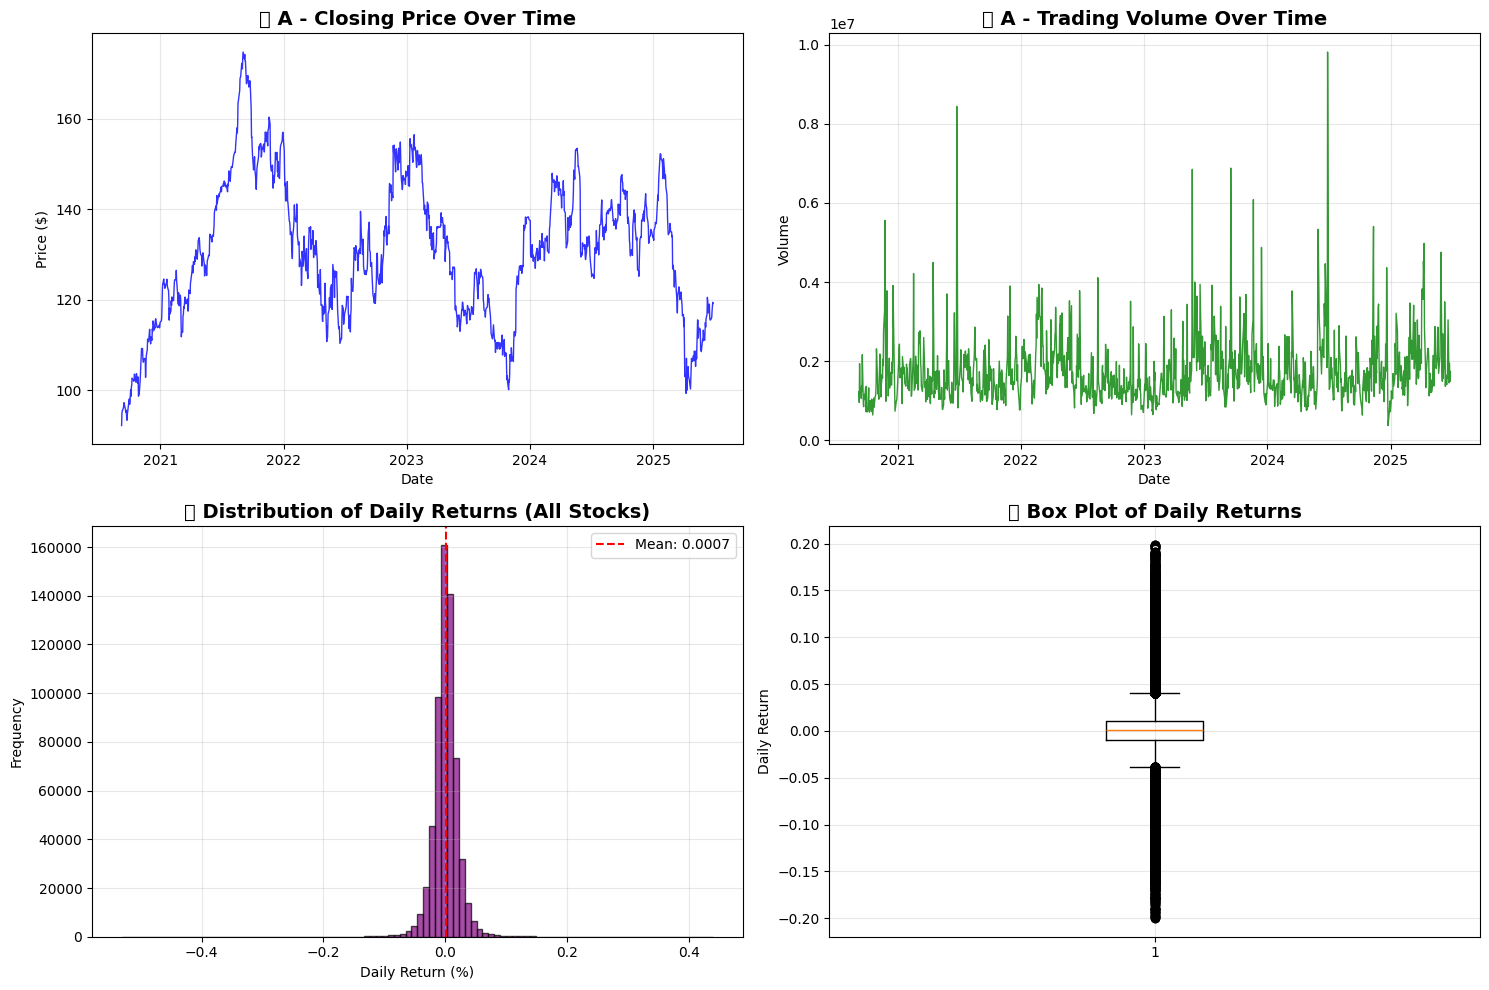 ▯ A - Closing Price Over Time
160
140
120
100
Price ($)
2021 2022 2023 2024 2025
Date
▯ A - Trading Volume Over Time
1e7
1.0
0.8
0.6
0.4
0.2
0.0
Volume
2021 2022 2023 2024 2025
Date
▯ Distribution of Daily Returns (All Stocks)
Mean: 0.0007
160000
140000
120000
100000
80000
60000
40000
20000
0
Frequency
−0.4 −0.2 0.0 0.2 0.4
Daily Return (%)
▯ Box Plot of Daily Returns
0.20
0.15
0.10
0.05
0.00
−0.05
−0.10
−0.15
−0.20
Daily Return
1